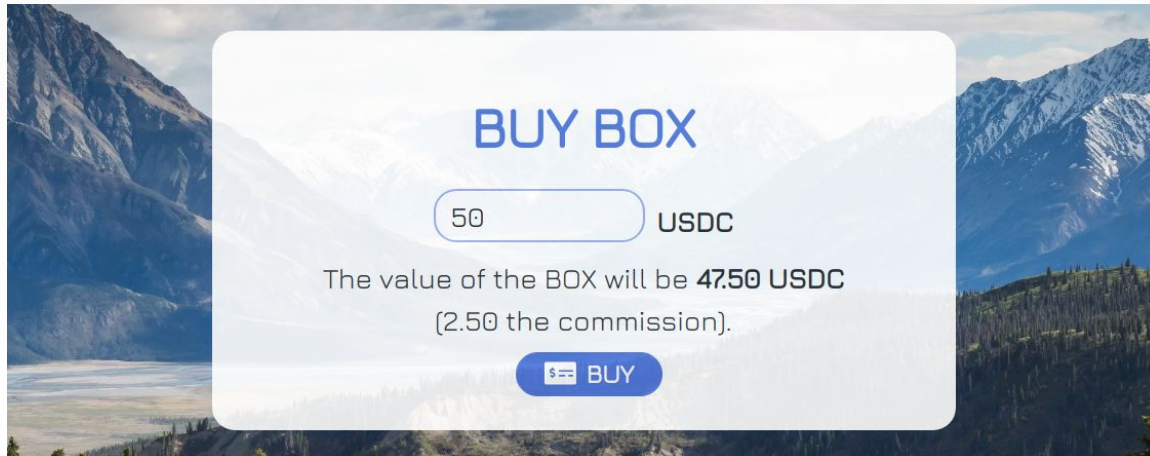 BUY BOX
50 USDC
The value of the BOX will be 47.50 USDC
(2.50 the commission).
BUY